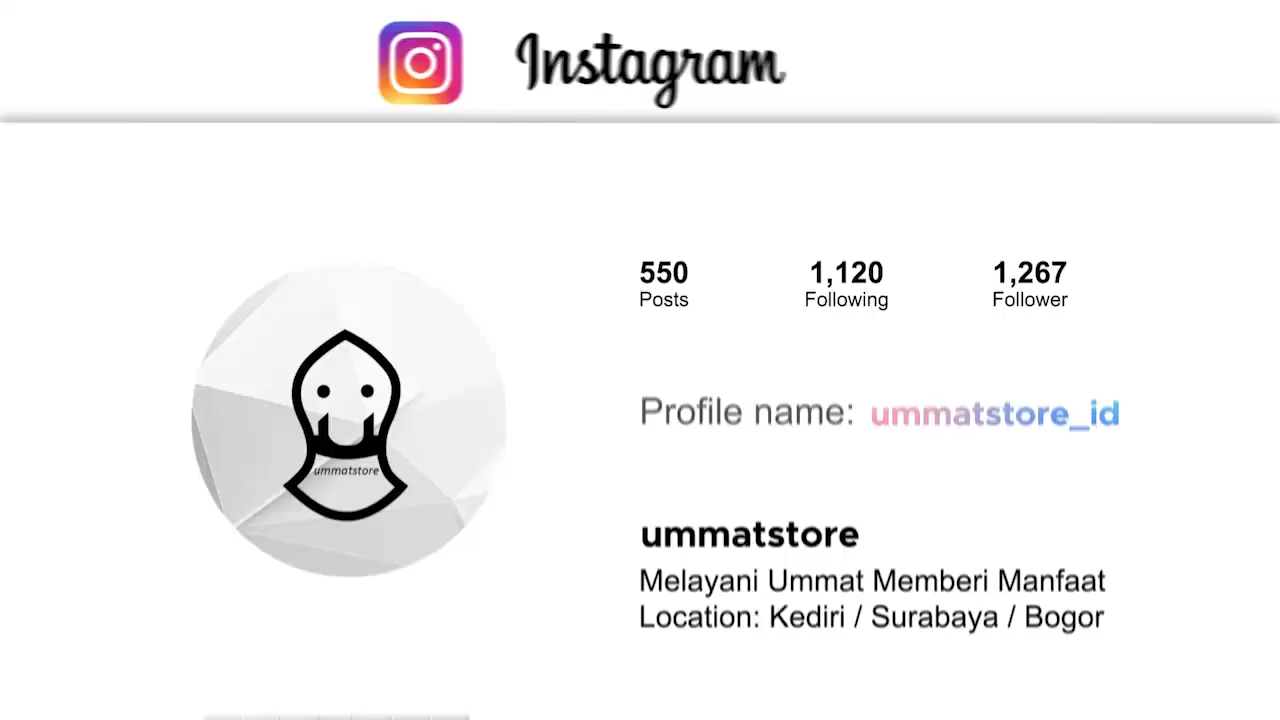 Instagram
550 1,120 1,267
Posts Following Follower
Profile name: ummatstore_id
ummatstore
ummatstore
Melayani Ummat Memberi Manfaat
Location: Kediri / Surabaya / Bogor